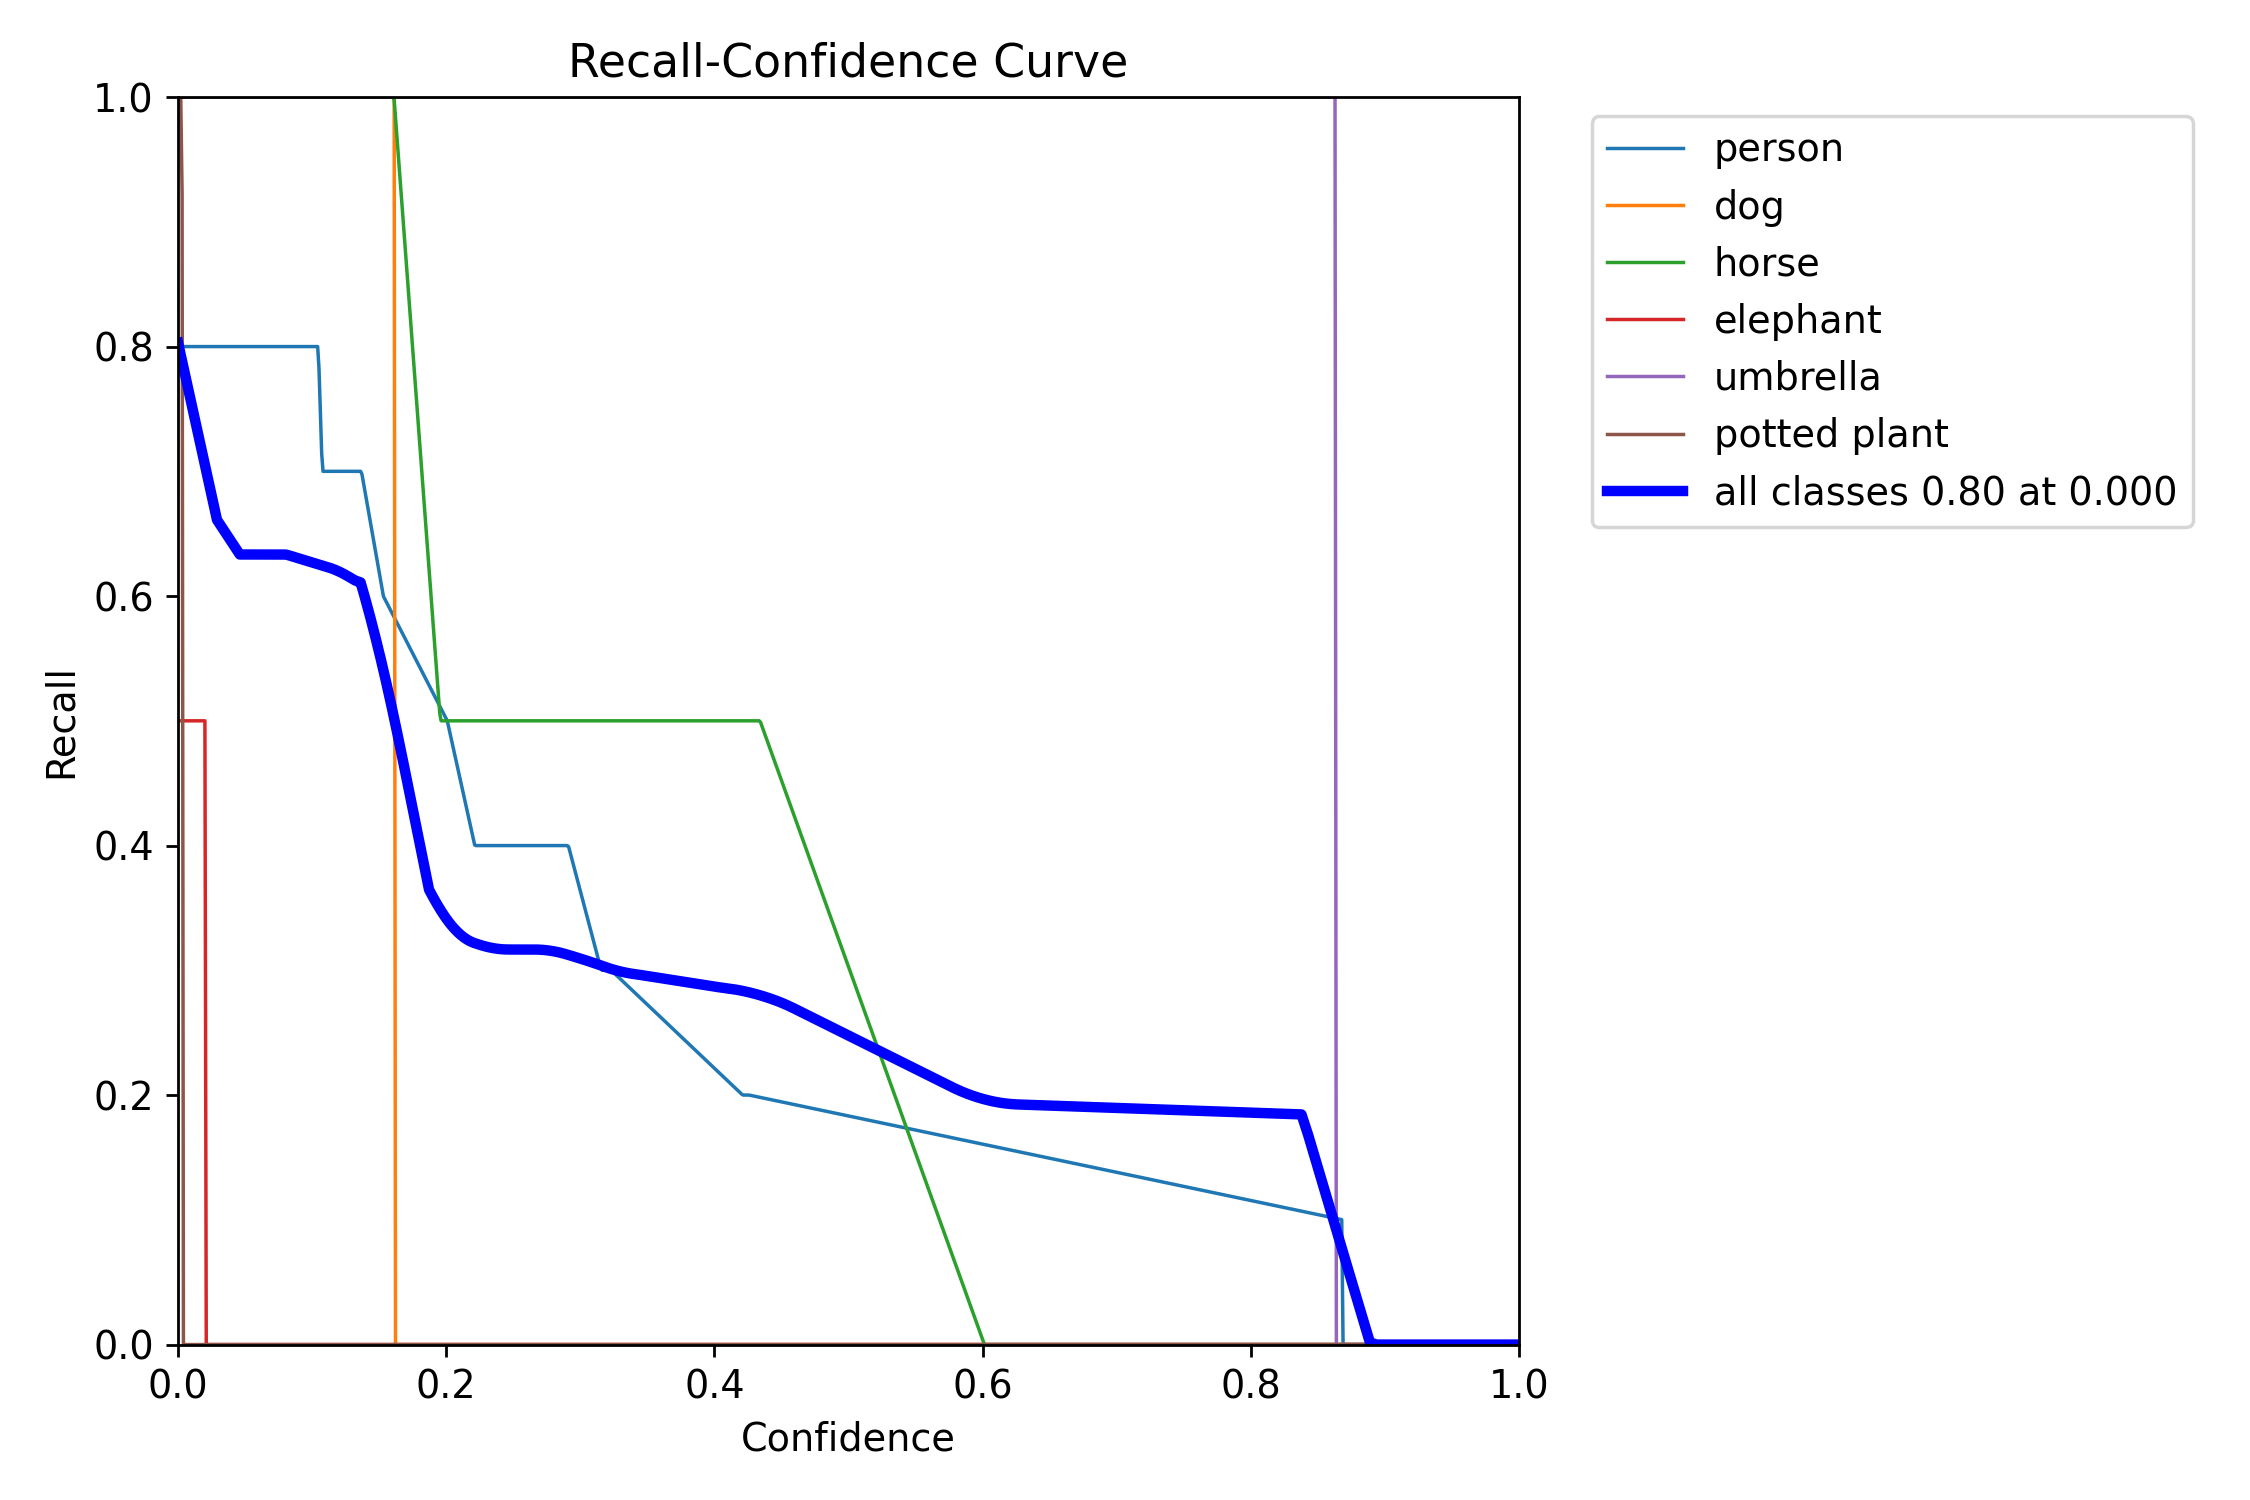 Recall-Confidence Curve
1.0
0.8
0.6
0.4
0.2
0.0
Recall
0.0 0.2 0.4 0.6 0.8 1.0
Confidence
person
dog
horse
elephant
umbrella
potted plant
all classes 0.80 at 0.000